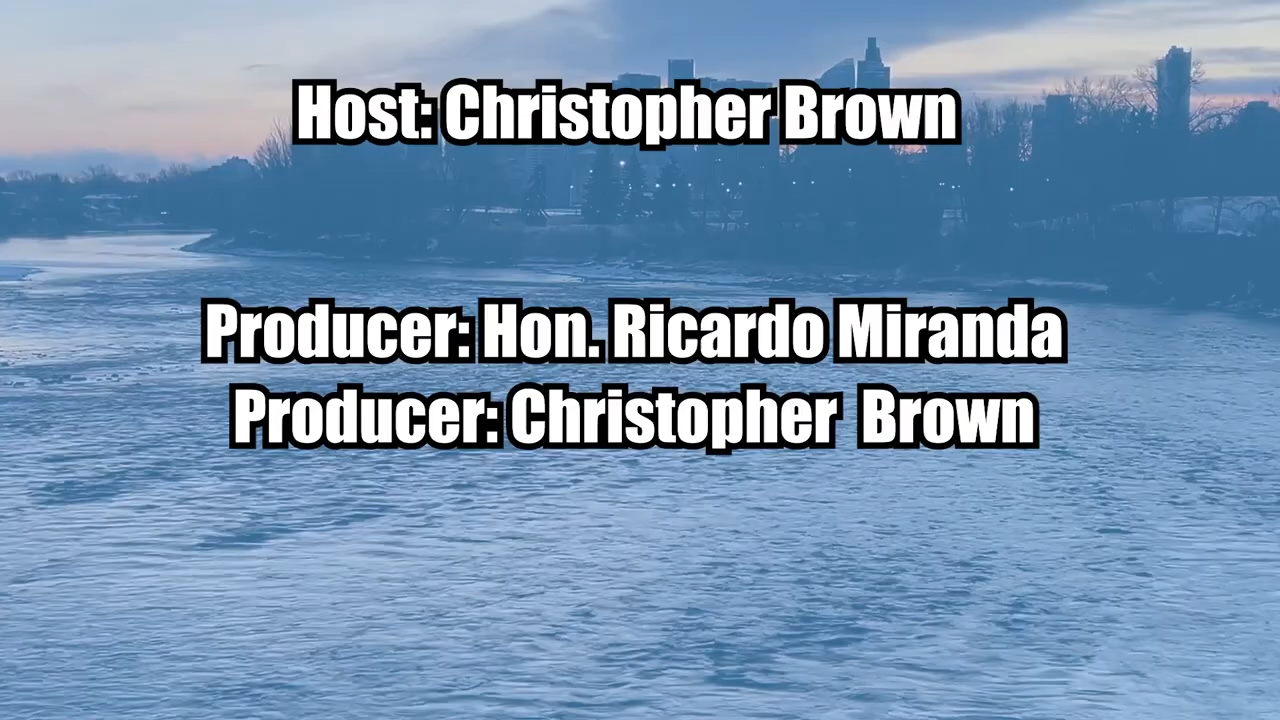 Host: Christopher Brown
Producer: Hon. Ricardo Miranda
Producer: Christopher  Brown